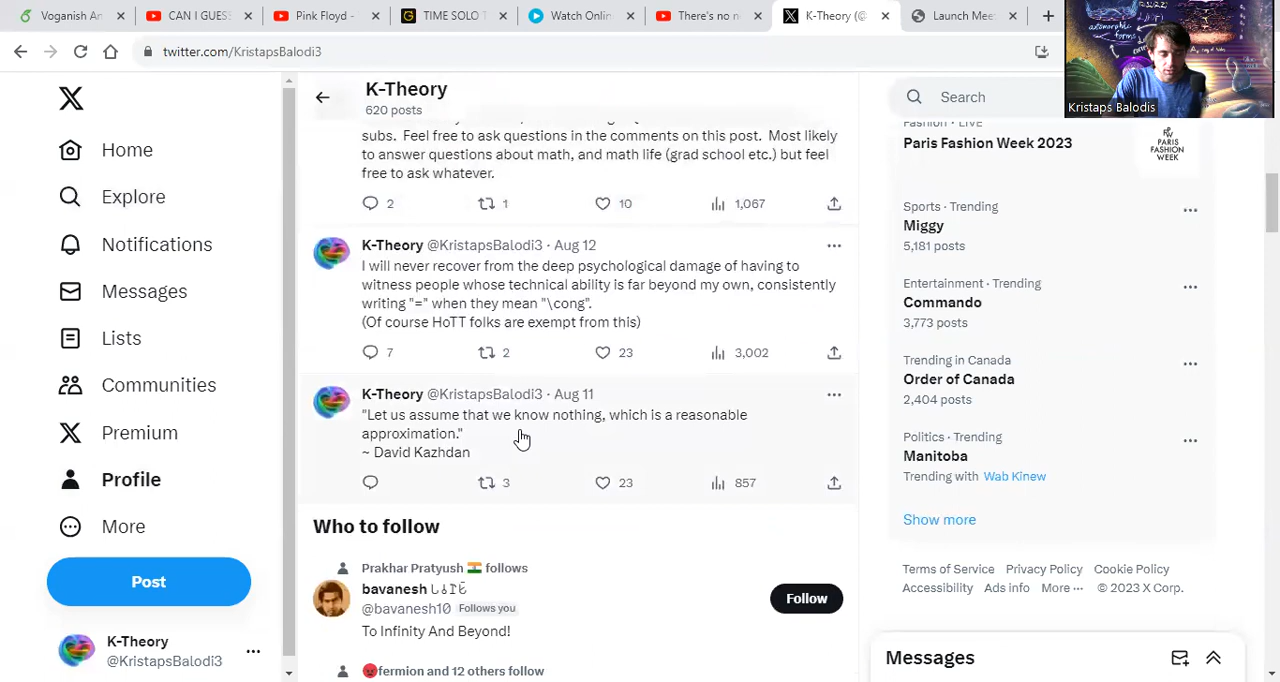 Voganish An
CAN I GUES
Pink Floyd -
TIME SOLO T
Watch Onlin
There's no n
K-Theory (@
Launch Mee
twitter.com/KristapsBalodi3
Kristaps Balodis
Home
Explore
Notifications
Messages
Lists
Communities
Premium
Profile
More
Post
K-Theory
@KristapsBalodi3
K-Theory
620 posts
subs. Feel free to ask questions in the comments on this post. Most likely
to answer questions about math, and math life (grad school etc.) but feel
free to ask whatever.
2 1 10 1,067
K-Theory @KristapsBalodi3 · Aug 12
I will never recover from the deep psychological damage of having to
witness people whose technical ability is far beyond my own, consistently
writing "=" when they mean "\cong".
(Of course HoTT folks are exempt from this)
7 2 23 3,002
K-Theory @KristapsBalodi3 · Aug 11
"Let us assume that we know nothing, which is a reasonable
approximation."
~ David Kazhdan
3 23 857
Who to follow
Prakhar Pratyush 🇮🇳 follows
bavanesh
@bavanesh10 Follows you
To Infinity And Beyond!
Follow
fermion and 12 others follow
Search
Fashion · LIVE
Paris Fashion Week 2023
PARIS
FASHION
WEEK
Sports · Trending
Miggy
5,181 posts
Entertainment · Trending
Commando
3,773 posts
Trending in Canada
Order of Canada
2,404 posts
Politics · Trending
Manitoba
Trending with Wab Kinew
Show more
Terms of Service Privacy Policy Cookie Policy
Accessibility Ads info More ··· © 2023 X Corp.
Messages